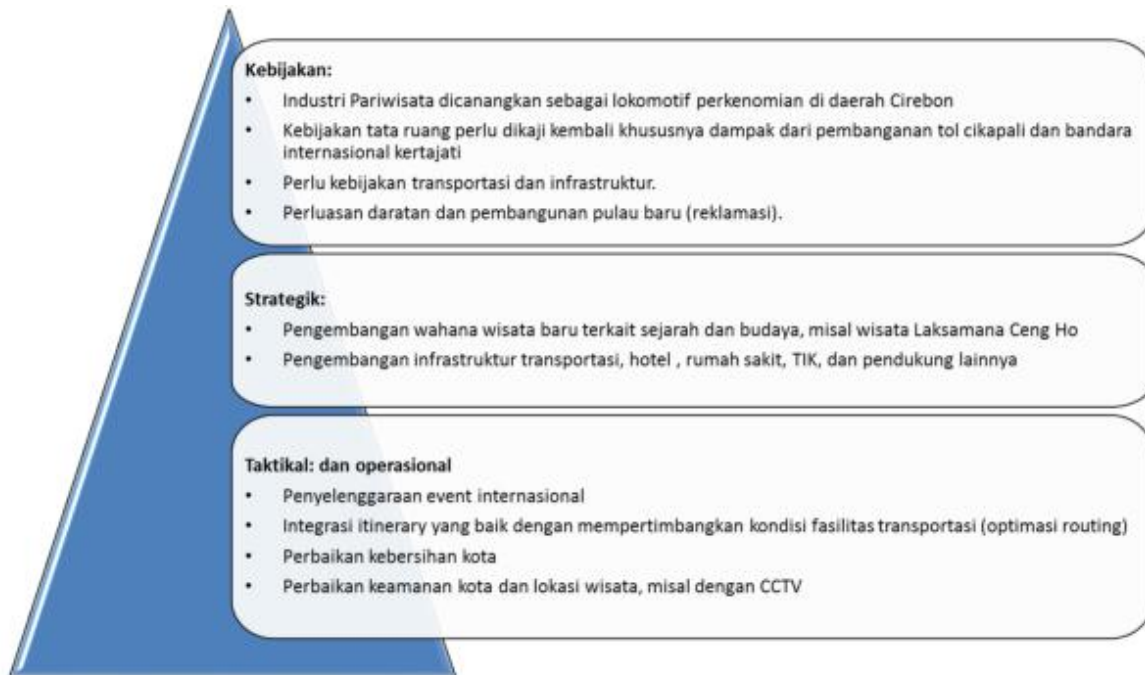 Kebijakan:
• Industri Pariwisata dicanangkan sebagai lokomotif perkenomian di daerah Cirebon
• Kebijakan tata ruang perlu dikaji kembali khususnya dampak dari pembanganan tol cikapali dan bandara
internasional kertajati
• Perlu kebijakan transportasi dan infrastruktur.
• Perluasan daratan dan pembangunan pulau baru (reklamasi).
Strategik:
• Pengembangan wahana wisata baru terkait sejarah dan budaya, misal wisata Laksamana Ceng Ho
• Pengembangan infrastruktur transportasi, hotel , rumah sakit, TIK, dan pendukung lainnya
Taktikal: dan operasional
• Penyelenggaraan event internasional
• Integrasi itinerary yang baik dengan mempertimbangkan kondisi fasilitas transportasi (optimasi routing)
• Perbaikan kebersihan kota
• Perbaikan keamanan kota dan lokasi wisata, misal dengan CCTV